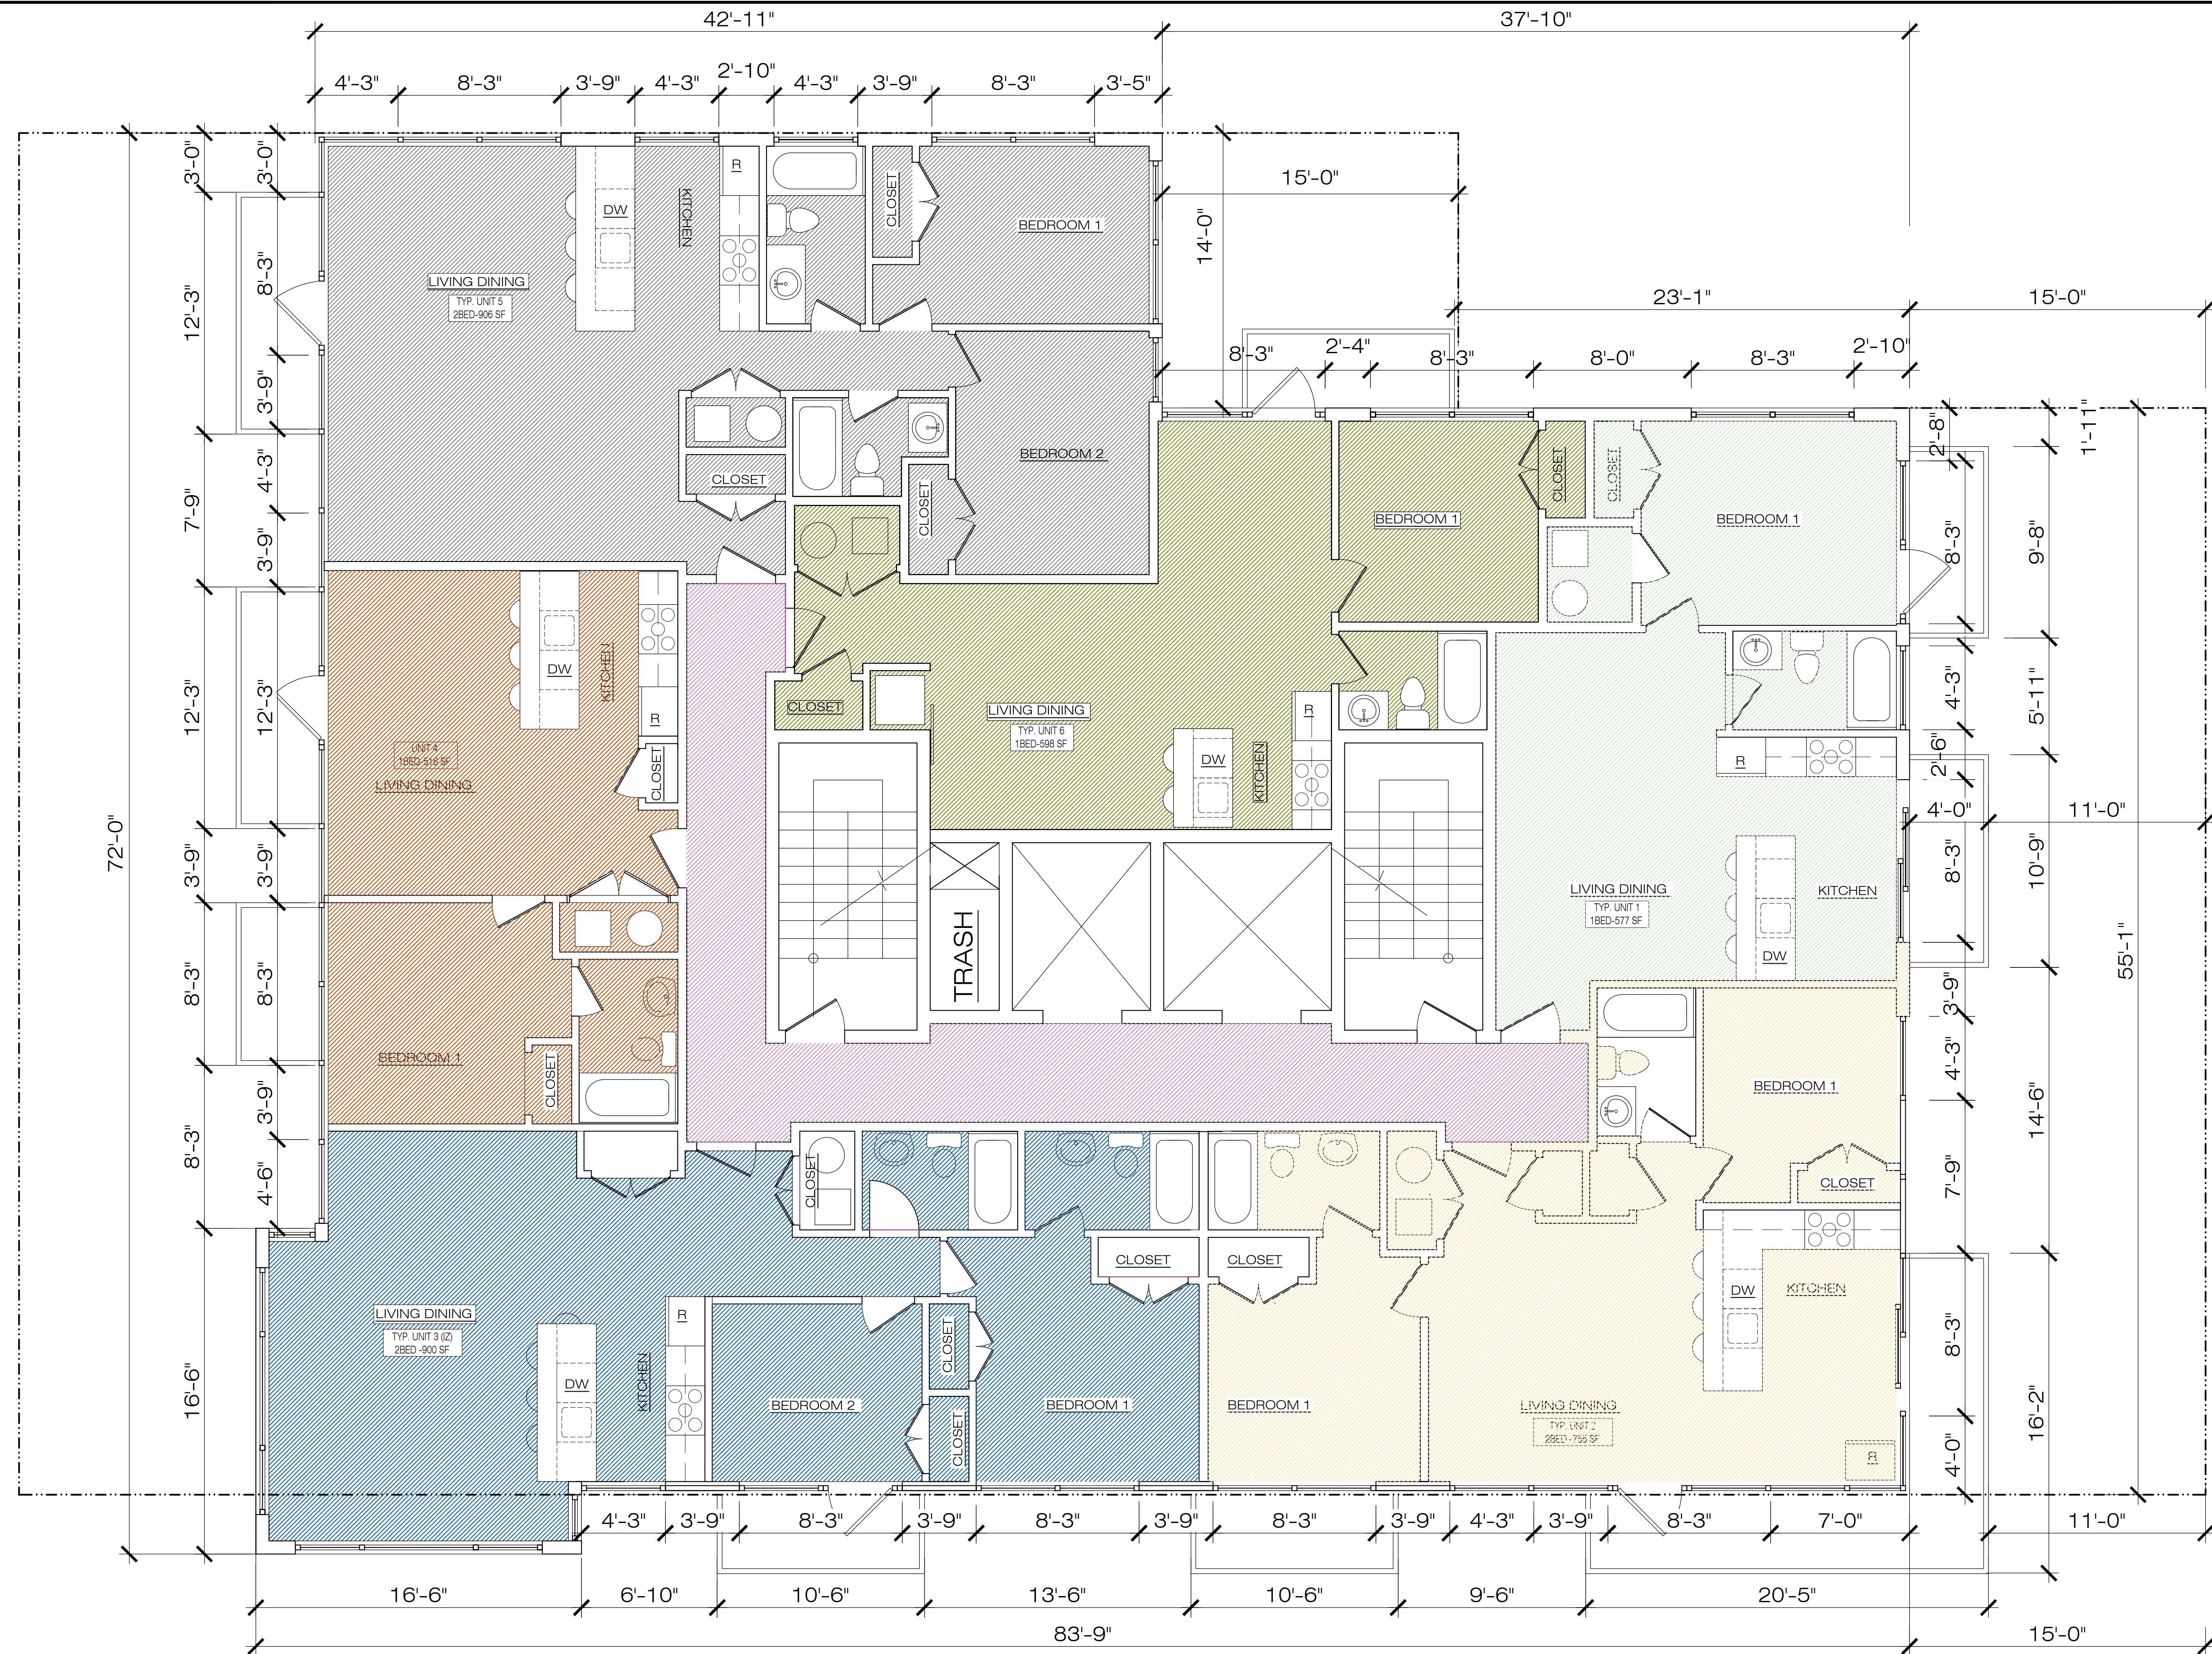 42'-11"
37'-10"
4'-3"
8'-3"
3'-9"
4'-3"
2'-10"
4'-3"
3'-9"
8'-3"
3'-5"
3'-0"
3'-0"
R
15'-0"
CLOSET
KITCHEN
DW
BEDROOM 1
14'-0"
8'-3"
12'-3"
LIVING DINING
TYP. UNIT 5
2BED-906 SF
23'-1"
15'-0"
8'-3"
2'-4"
8'-3"
8'-0"
8'-3"
2'-10"
3'-9"
1'-11"
2'-8"
4'-3"
7'-9"
BEDROOM 2
CLOSET
CLOSET
CLOSET
CLOSET
BEDROOM 1
BEDROOM 1
3'-9"
8'-3"
9'-8"
DW
KITCHEN
12'-3"
12'-3"
R
CLOSET
LIVING DINING
TYP. UNIT 6
1BED-598 SF
R
4'-3"
5'-11"
UNIT 4
1BED-516 SF
LIVING DINING
CLOSET
DW
KITCHEN
R
2'-6"
4'-0"
11'-0"
72'-0"
3'-9"
3'-9"
8'-3"
10'-9"
LIVING DINING
TYP. UNIT 1
1BED-577 SF
KITCHEN
DW
TRASH
55'-1"
8'-3"
8'-3"
3'-9"
BEDROOM 1
CLOSET
BEDROOM 1
4'-3"
14'-6"
3'-9"
8'-3"
4'-6"
CLOSET
7'-9"
CLOSET
CLOSET
CLOSET
DW
KITCHEN
LIVING DINING
TYP. UNIT 3 (IZ)
2BED -900 SF
R
CLOSET
8'-3"
DW
KITCHEN
16'-6"
BEDROOM 2
CLOSET
BEDROOM 1
BEDROOM 1
LIVING DINING
TYP. UNIT 2
2BED -755 SF
R
16'-2"
4'-0"
4'-3"
3'-9"
8'-3"
3'-9"
8'-3"
3'-9"
8'-3"
3'-9"
4'-3"
3'-9"
8'-3"
7'-0"
11'-0"
16'-6"
6'-10"
10'-6"
13'-6"
10'-6"
9'-6"
20'-5"
83'-9"
15'-0"